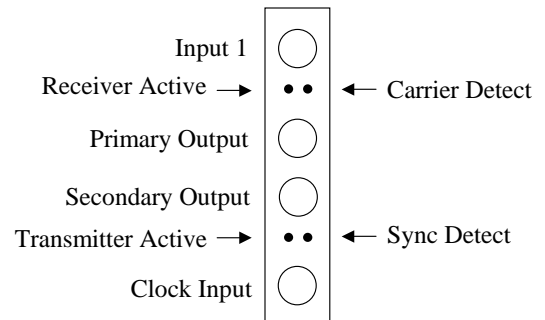 Input 1
Receiver Active
Carrier Detect
Primary Output
Secondary Output
Transmitter Active
Sync Detect
Clock Input